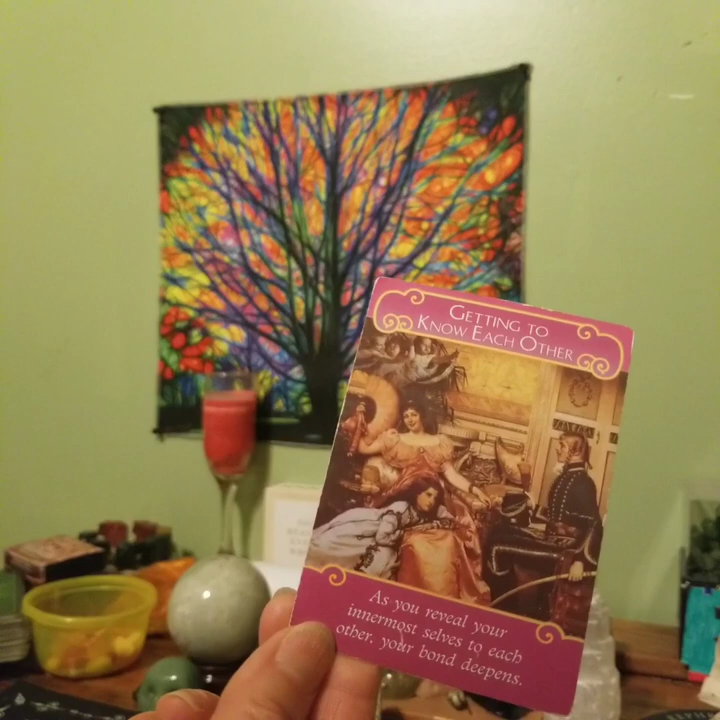 GETTING TO
KNOW EACH OTHER
As you reveal your
innermost selves to each
other, your bond deepens.